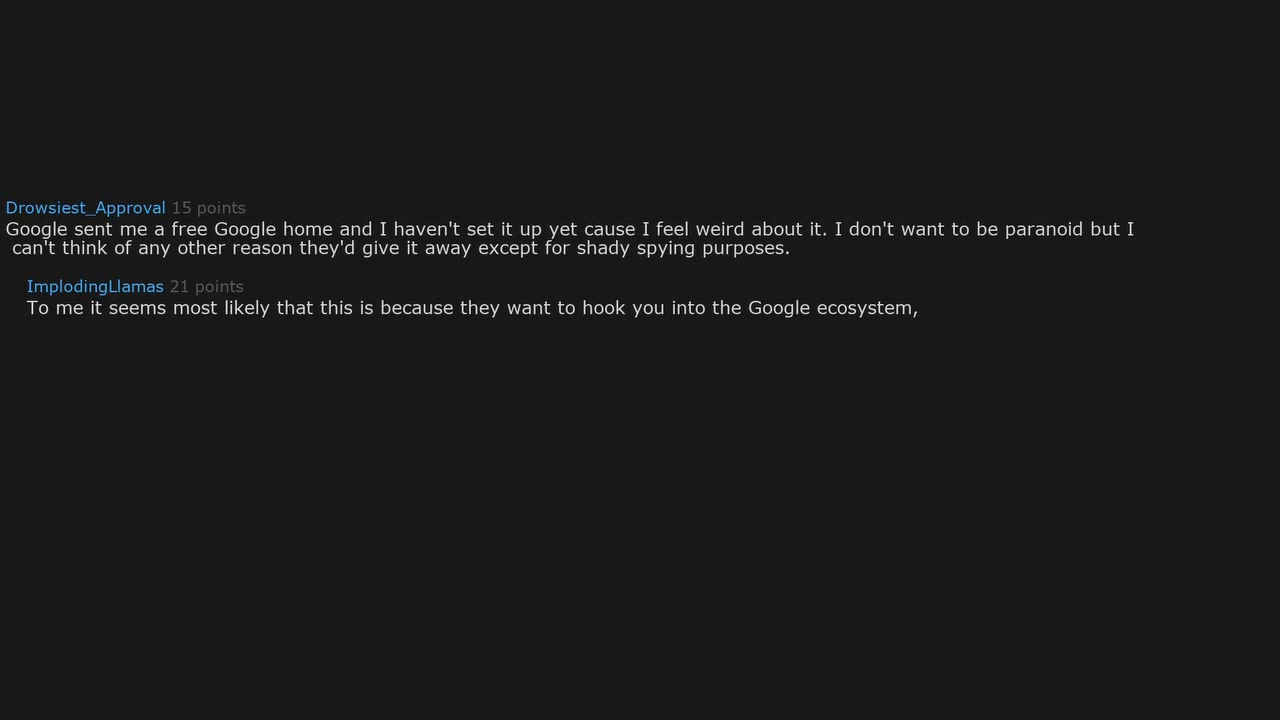 Drowsiest_Approval 15 points
Google sent me a free Google home and I haven't set it up yet cause I feel weird about it. I don't want to be paranoid but I
can't think of any other reason they'd give it away except for shady spying purposes.
ImplodingLlamas 21 points
To me it seems most likely that this is because they want to hook you into the Google ecosystem,